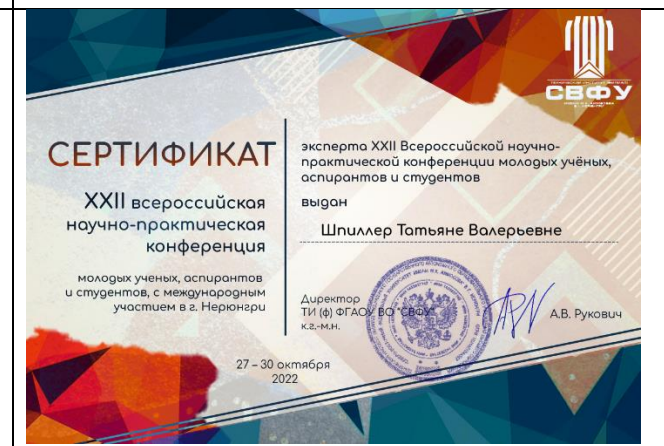 СВФУ
СЕРТИФИКАТ
XXII всероссийская
научно-практическая
конференция
молодых ученых, аспирантов
и студентов, с международным
участием в г. Нерюнгри
27 – 30 октября
2022
эксперта XXII Всероссийской научно-
практической конференции молодых учёных,
аспирантов и студентов
выдан
Шпиллер Татьяне Валерьевне
Директор
ТИ (ф) ФГАОУ ВО "СВФУ"
к.г.-м.н.
А.В. Рукович